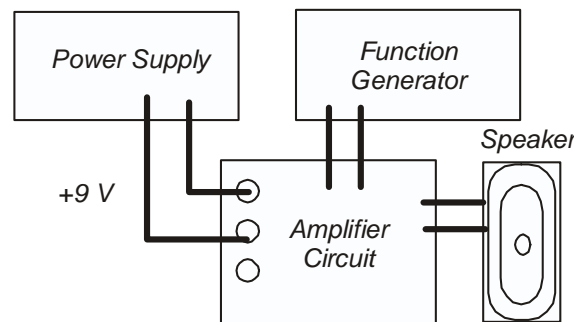 Power Supply
Function
Generator
Speaker
+9 V
Amplifier
Circuit